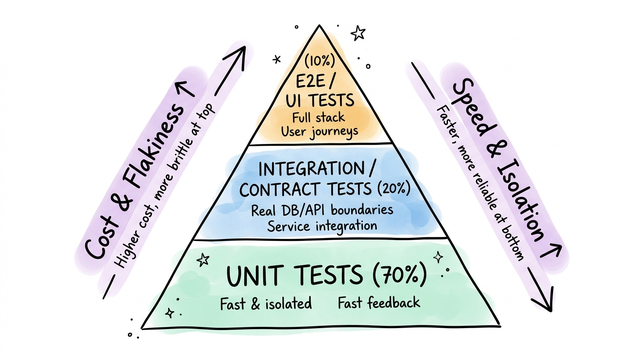 (10%)
E2E /
UI TESTS
Full stack
User journeys
INTEGRATION /
CONTRACT TESTS (20%)
Real DB/API boundaries
Service integration
UNIT TESTS (70%)
Fast & isolated Fast feedback
Cost & Flakiness ↑
Higher cost, more brittle at top
Speed & Isolation ↑
Faster, more reliable at bottom